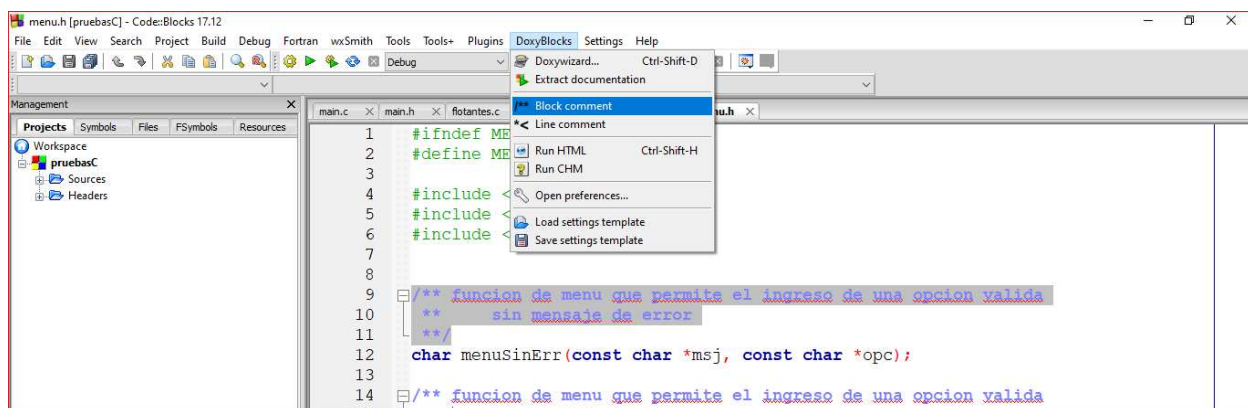 menu.h [pruebasC] - Code::Blocks 17.12
File Edit View Search Project Build Debug Fortran wxSmith Tools Tools+ Plugins DoxyBlocks Settings Help
Debug
Doxywizard... Ctrl-Shift-D
Extract documentation
/** Block comment
*< Line comment
Run HTML Ctrl-Shift-H
Run CHM
Open preferences...
Load settings template
Save settings template
Management
Projects Symbols Files FSymbols Resources
Workspace
pruebasC
Sources
Headers
main.c main.h flotantes.c nu.h
1 #ifndef ME
2 #define ME
3
4 #include <
5 #include <
6 #include <
7
8
9 /** funcion de menu que permite el ingreso de una opcion valida
10 ** sin mensaje de error
11 **/
12 char menuSinErr(const char *msj, const char *opc);
13
14 /** funcion de menu que permite el ingreso de una opcion valida